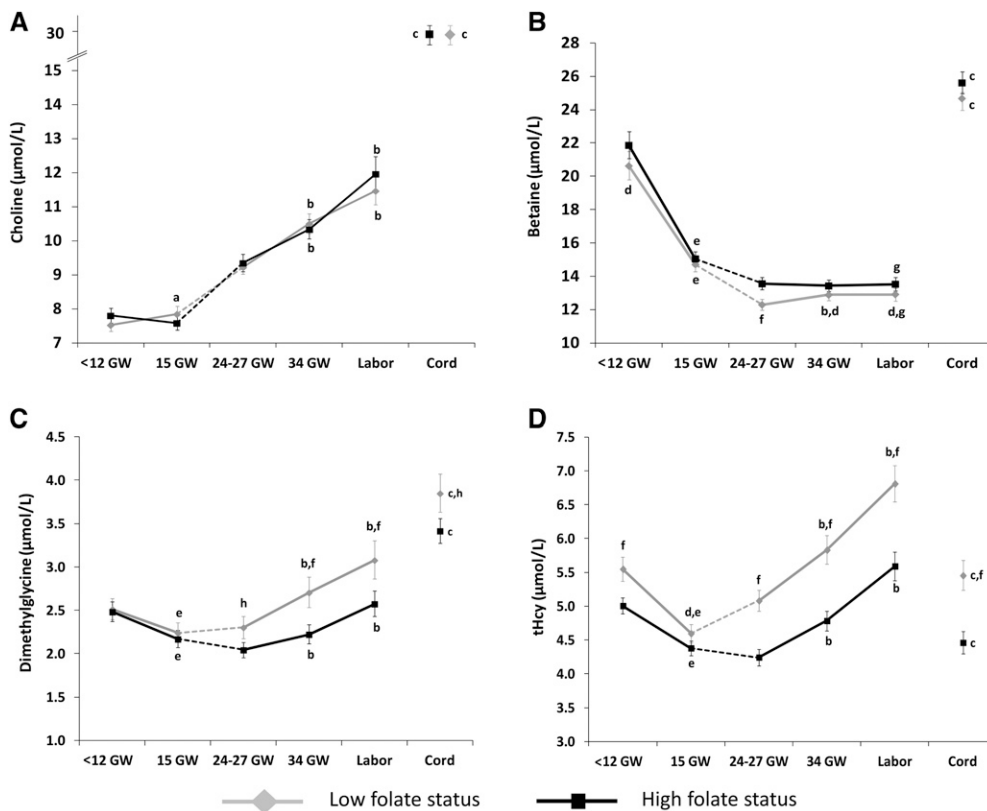 A
Choline (µmol/L)
30
15
14
13
12
11
10
9
8
7
c c
a
b
b
b
b
<12 GW 15 GW 24-27 GW 34 GW Labor Cord
B
Betaine (µmol/L)
28
26
24
22
20
18
16
14
12
10
c
c
d
e
e
g
f
b,d
d,g
<12 GW 15 GW 24-27 GW 34 GW Labor Cord
C
Dimethylglycine (µmol/L)
4.5
4.0
3.5
3.0
2.5
2.0
1.5
1.0
c,h
c
b,f
b,f
e
h
e
b
b
<12 GW 15 GW 24-27 GW 34 GW Labor Cord
D
tHcy (µmol/L)
7.5
7.0
6.5
6.0
5.5
5.0
4.5
4.0
3.5
3.0
b,f
b,f
f
f
c,f
d,e
e
b
b
c
<12 GW 15 GW 24-27 GW 34 GW Labor Cord
Low folate status High folate status